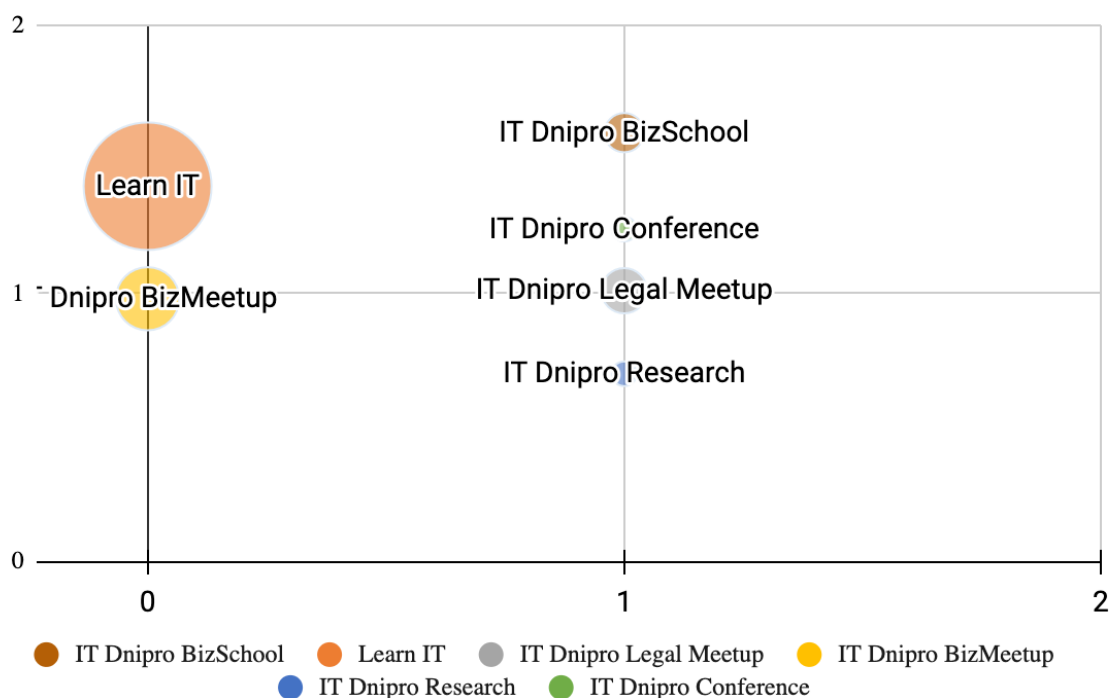 2
IT Dnipro BizSchool
Learn IT
IT Dnipro Conference
1
Dnipro BizMeetup
IT Dnipro Legal Meetup
IT Dnipro Research
0
0 1 2
IT Dnipro BizSchool Learn IT IT Dnipro Legal Meetup IT Dnipro BizMeetup
IT Dnipro Research IT Dnipro Conference